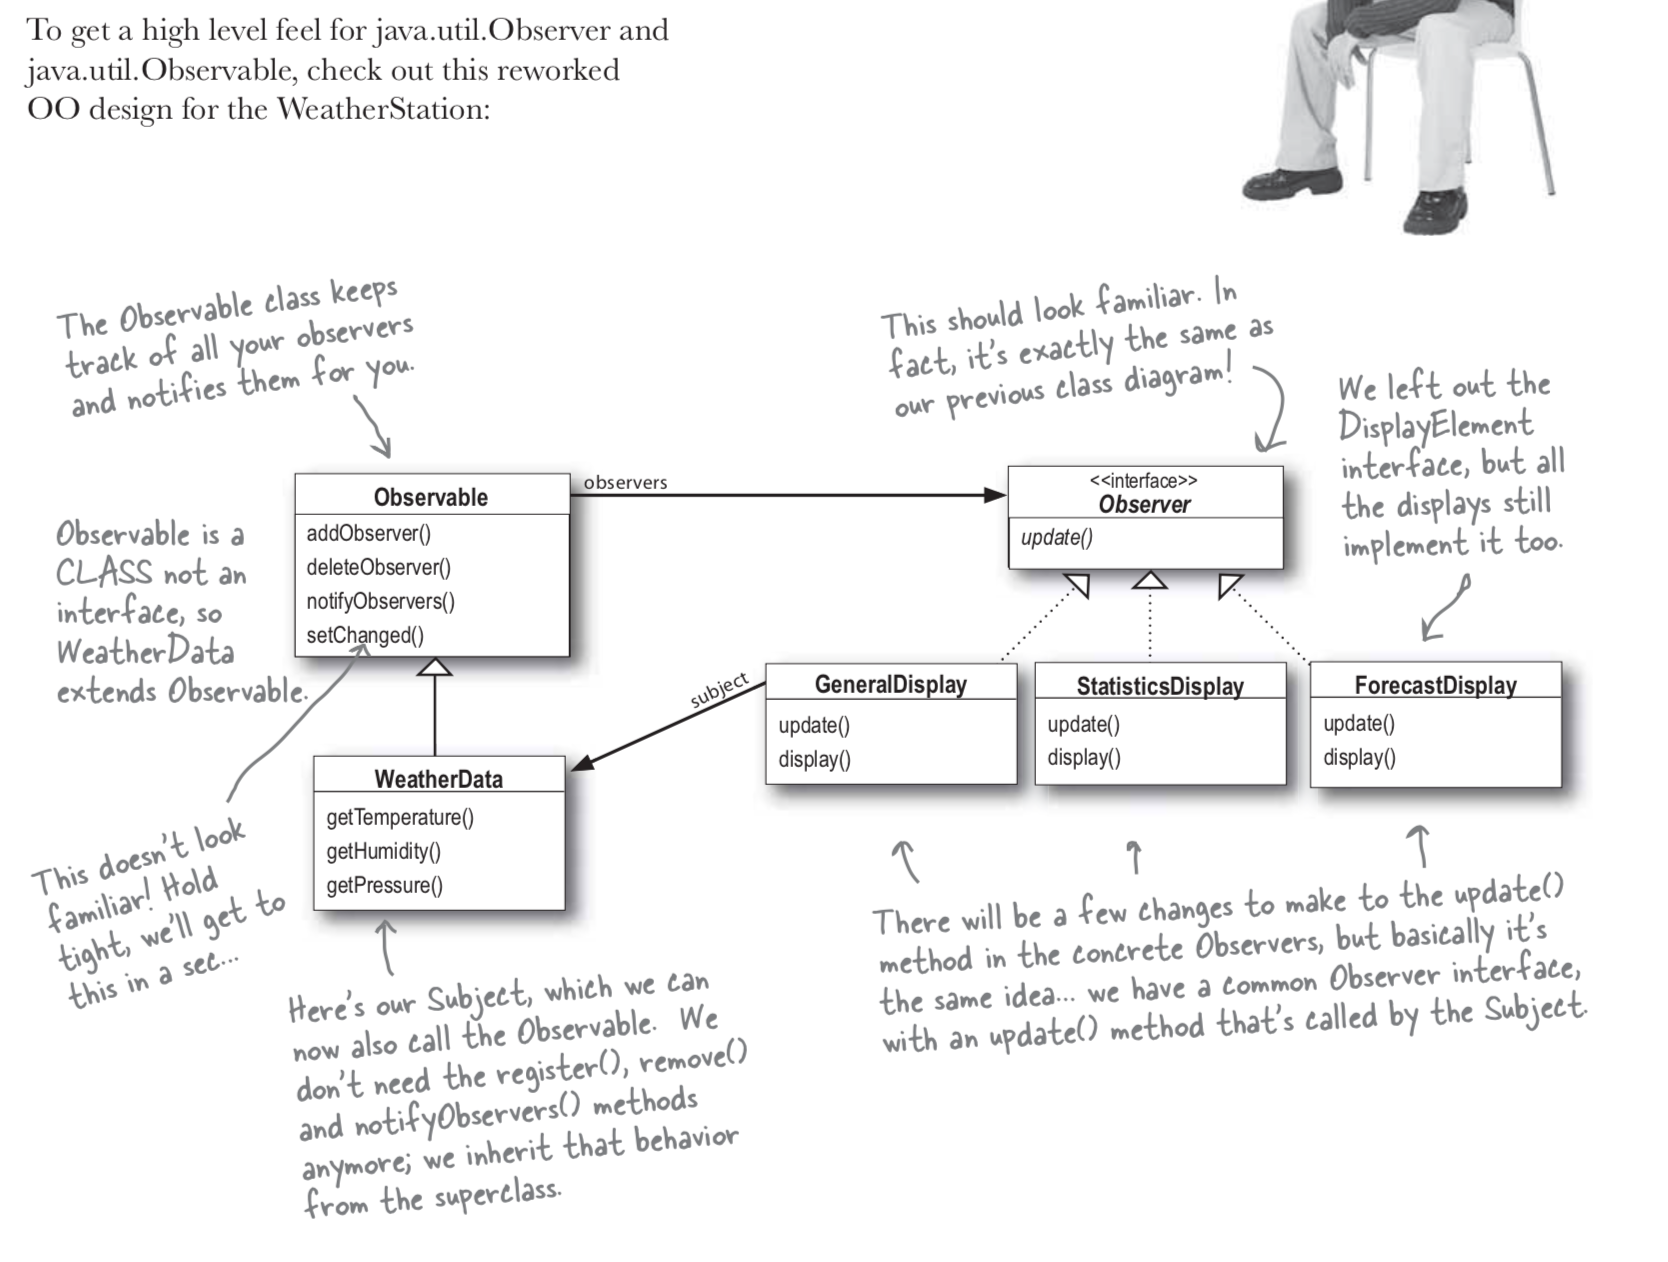 To get a high level feel for java.util.Observer and
java.util.Observable, check out this reworked
OO design for the WeatherStation:
The Observable class keeps
track of all your observers
and notifies them for you.
This should look familiar. In
fact, it's exactly the same as
our previous class diagram!
We left out the
DisplayElement
interface, but all
the displays still
implement it too.
Observable
addObserver()
deleteObserver()
notifyObservers()
setChanged()
observers
<<interface>>
Observer
update()
Observable is a
CLASS not an
interface, so
WeatherData
extends Observable.
subject
GeneralDisplay
update()
display()
StatisticsDisplay
update()
display()
ForecastDisplay
update()
display()
WeatherData
getTemperature()
getHumidity()
getPressure()
This doesn't look
familiar! Hold
tight, we'll get to
this in a sec...
Here's our Subject, which we can
now also call the Observable. We
don't need the register(), remove()
and notifyObservers() methods
anymore; we inherit that behavior
from the superclass.
There will be a few changes to make to the update()
method in the concrete Observers, but basically it's
the same idea... we have a common Observer interface,
with an update() method that's called by the Subject.